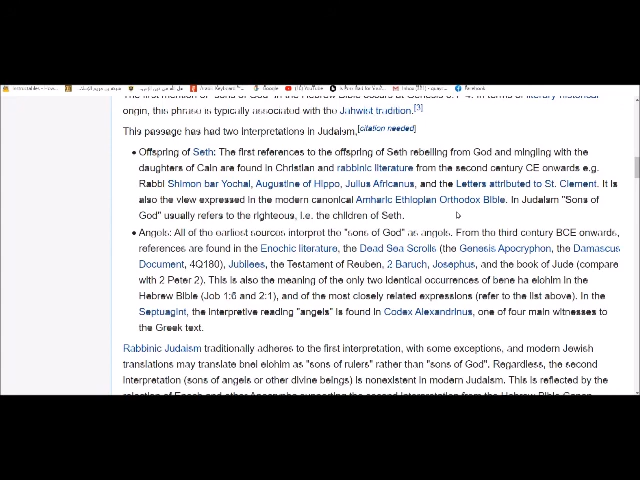 Google
Facebook
origin, this phrase is typically associated with the Jahwist tradition.[3]
This passage has had two interpretations in Judaism,[citation needed]
• Offspring of Seth: The first references to the offspring of Seth rebelling from God and mingling with the
daughters of Cain are found in Christian and rabbinic literature from the second century CE onwards e.g.
Rabbi Shimon bar Yochai, Augustine of Hippo, Julius Africanus, and the Letters attributed to St. Clement. It is
also the view expressed in the modern canonical Amharic Ethiopian Orthodox Bible. In Judaism "Sons of
God" usually refers to the righteous, i.e. the children of Seth.
• Angels: All of the earliest sources interpret the "sons of God" as angels. From the third century BCE onwards,
references are found in the Enochic literature, the Dead Sea Scrolls (the Genesis Apocryphon, the Damascus
Document, 4Q180), Jubilees, the Testament of Reuben, 2 Baruch, Josephus, and the book of Jude (compare
with 2 Peter 2). This is also the meaning of the only two identical occurrences of bene ha elohim in the
Hebrew Bible (Job 1:6 and 2:1), and of the most closely related expressions (refer to the list above). In the
Septuagint, the interpretive reading "angels" is found in Codex Alexandrinus, one of four main witnesses to
the Greek text.
Rabbinic Judaism traditionally adheres to the first interpretation, with some exceptions, and modern Jewish
translations may translate bnei elohim as "sons of rulers" rather than "sons of God". Regardless, the second
interpretation (sons of angels or other divine beings) is nonexistent in modern Judaism. This is reflected by the